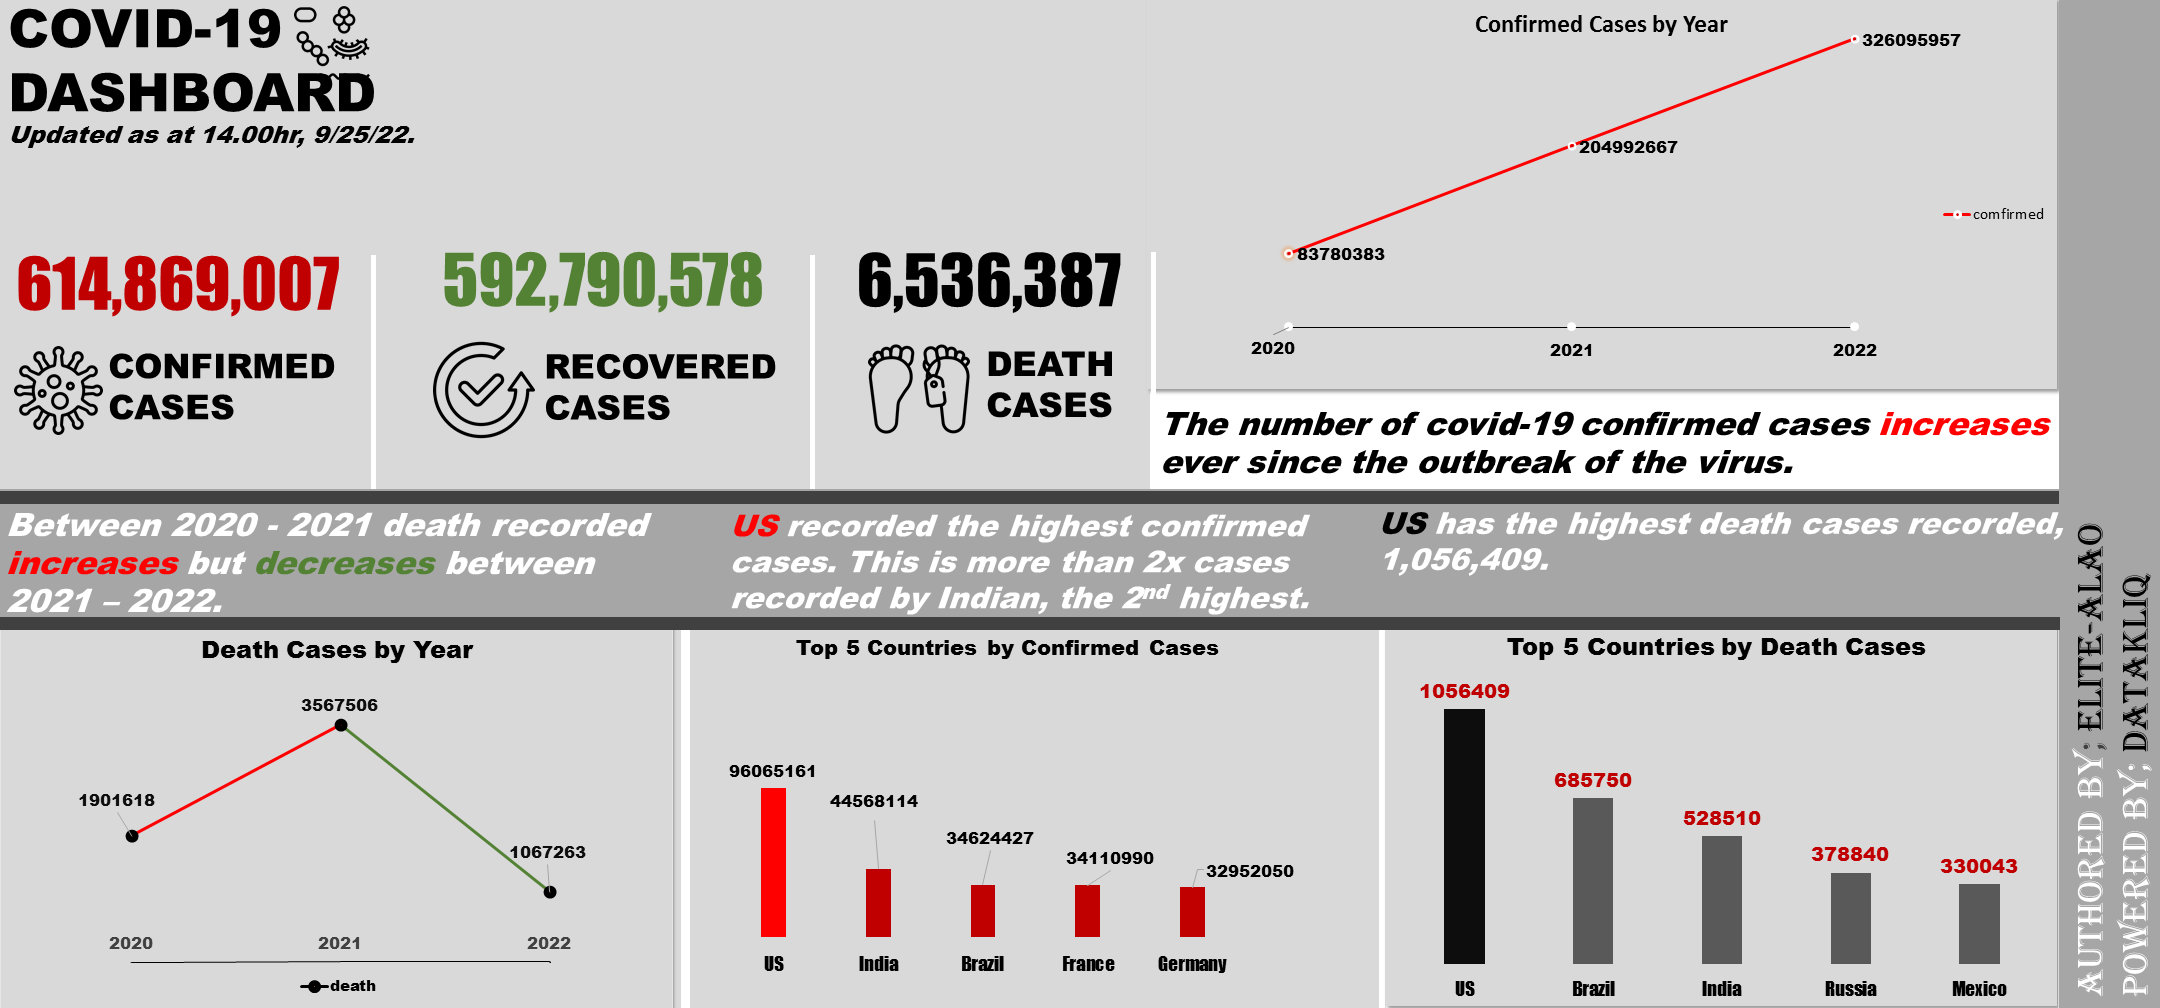 COVID-19
DASHBOARD
Updated as at 14.00hr, 9/25/22.
614,869,007
CONFIRMED
CASES
592,790,578
RECOVERED
CASES
6,536,387
DEATH
CASES
Confirmed Cases by Year
326095957
204992667
83780383
comfirmed
2020
2021
2022
The number of covid-19 confirmed cases increases
ever since the outbreak of the virus.
Between 2020 - 2021 death recorded
increases but decreases between
2021 – 2022.
US recorded the highest confirmed
cases. This is more than 2x cases
recorded by Indian, the 2nd highest.
US has the highest death cases recorded,
1,056,409.
Death Cases by Year
3567506
1901618
1067263
2020
2021
2022
death
Top 5 Countries by Confirmed Cases
96065161
44568114
34624427
34110990
32952050
US
India
Brazil
France
Germany
Top 5 Countries by Death Cases
1056409
685750
528510
378840
330043
US
Brazil
India
Russia
Mexico
AUTHORED BY; ELITE-ALAO
POWERED BY; DATAKLIQ